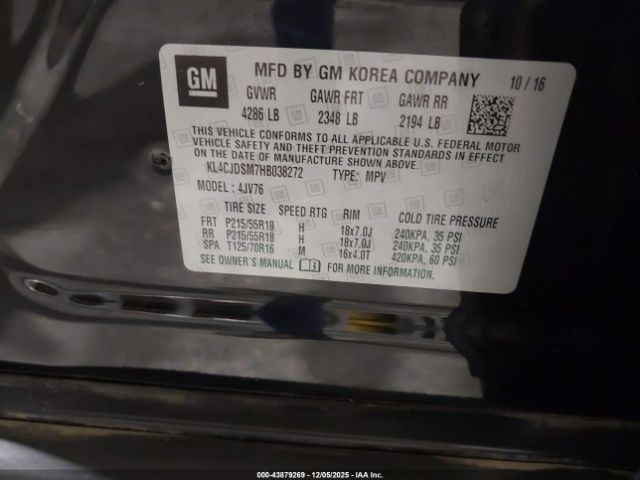 GM
MFD BY GM KOREA COMPANY 10 / 16
GVWR GAWR FRT GAWR RR
4286 LB 2348 LB 2194 LB
THIS VEHICLE CONFORMS TO ALL APPLICABLE U.S. FEDERAL MOTOR
VEHICLE SAFETY AND THEFT PREVENTION STANDARDS IN EFFECT
ON THE DATE OF MANUFACTURE SHOWN ABOVE.
KL4CJDSM7HB038272 TYPE: MPV
MODEL: 4JV76
TIRE SIZE SPEED RTG RIM COLD TIRE PRESSURE
FRT P215/55R18 H 18x7.0J 240KPA, 35 PSI
RR P215/55R18 H 18x7.0J 240KPA, 35 PSI
SPA T125/70R16 M 16x4.0T 420KPA, 60 PSI
SEE OWNER'S MANUAL FOR MORE INFORMATION
000-43879269 12/05/2025 - IAA